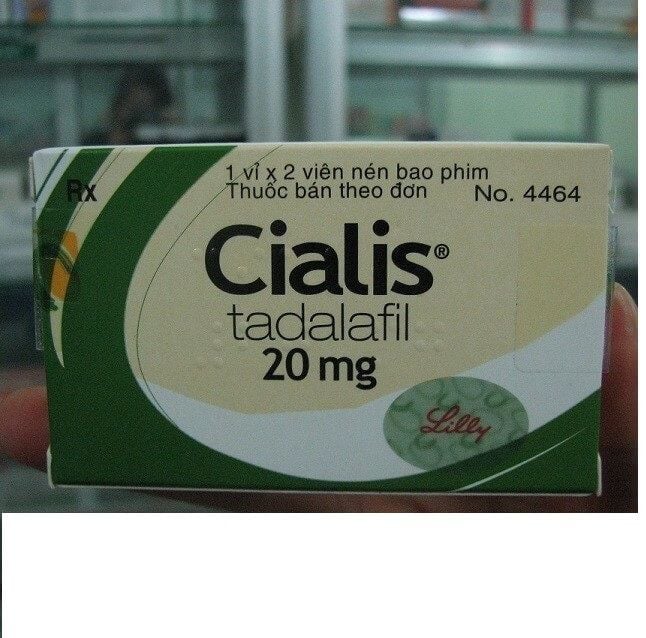 Rx
1 vỉ x 2 viên nén bao phim
Thuốc bán theo đơn No. 4464
Cialis®
tadalafil
20 mg
Lilly